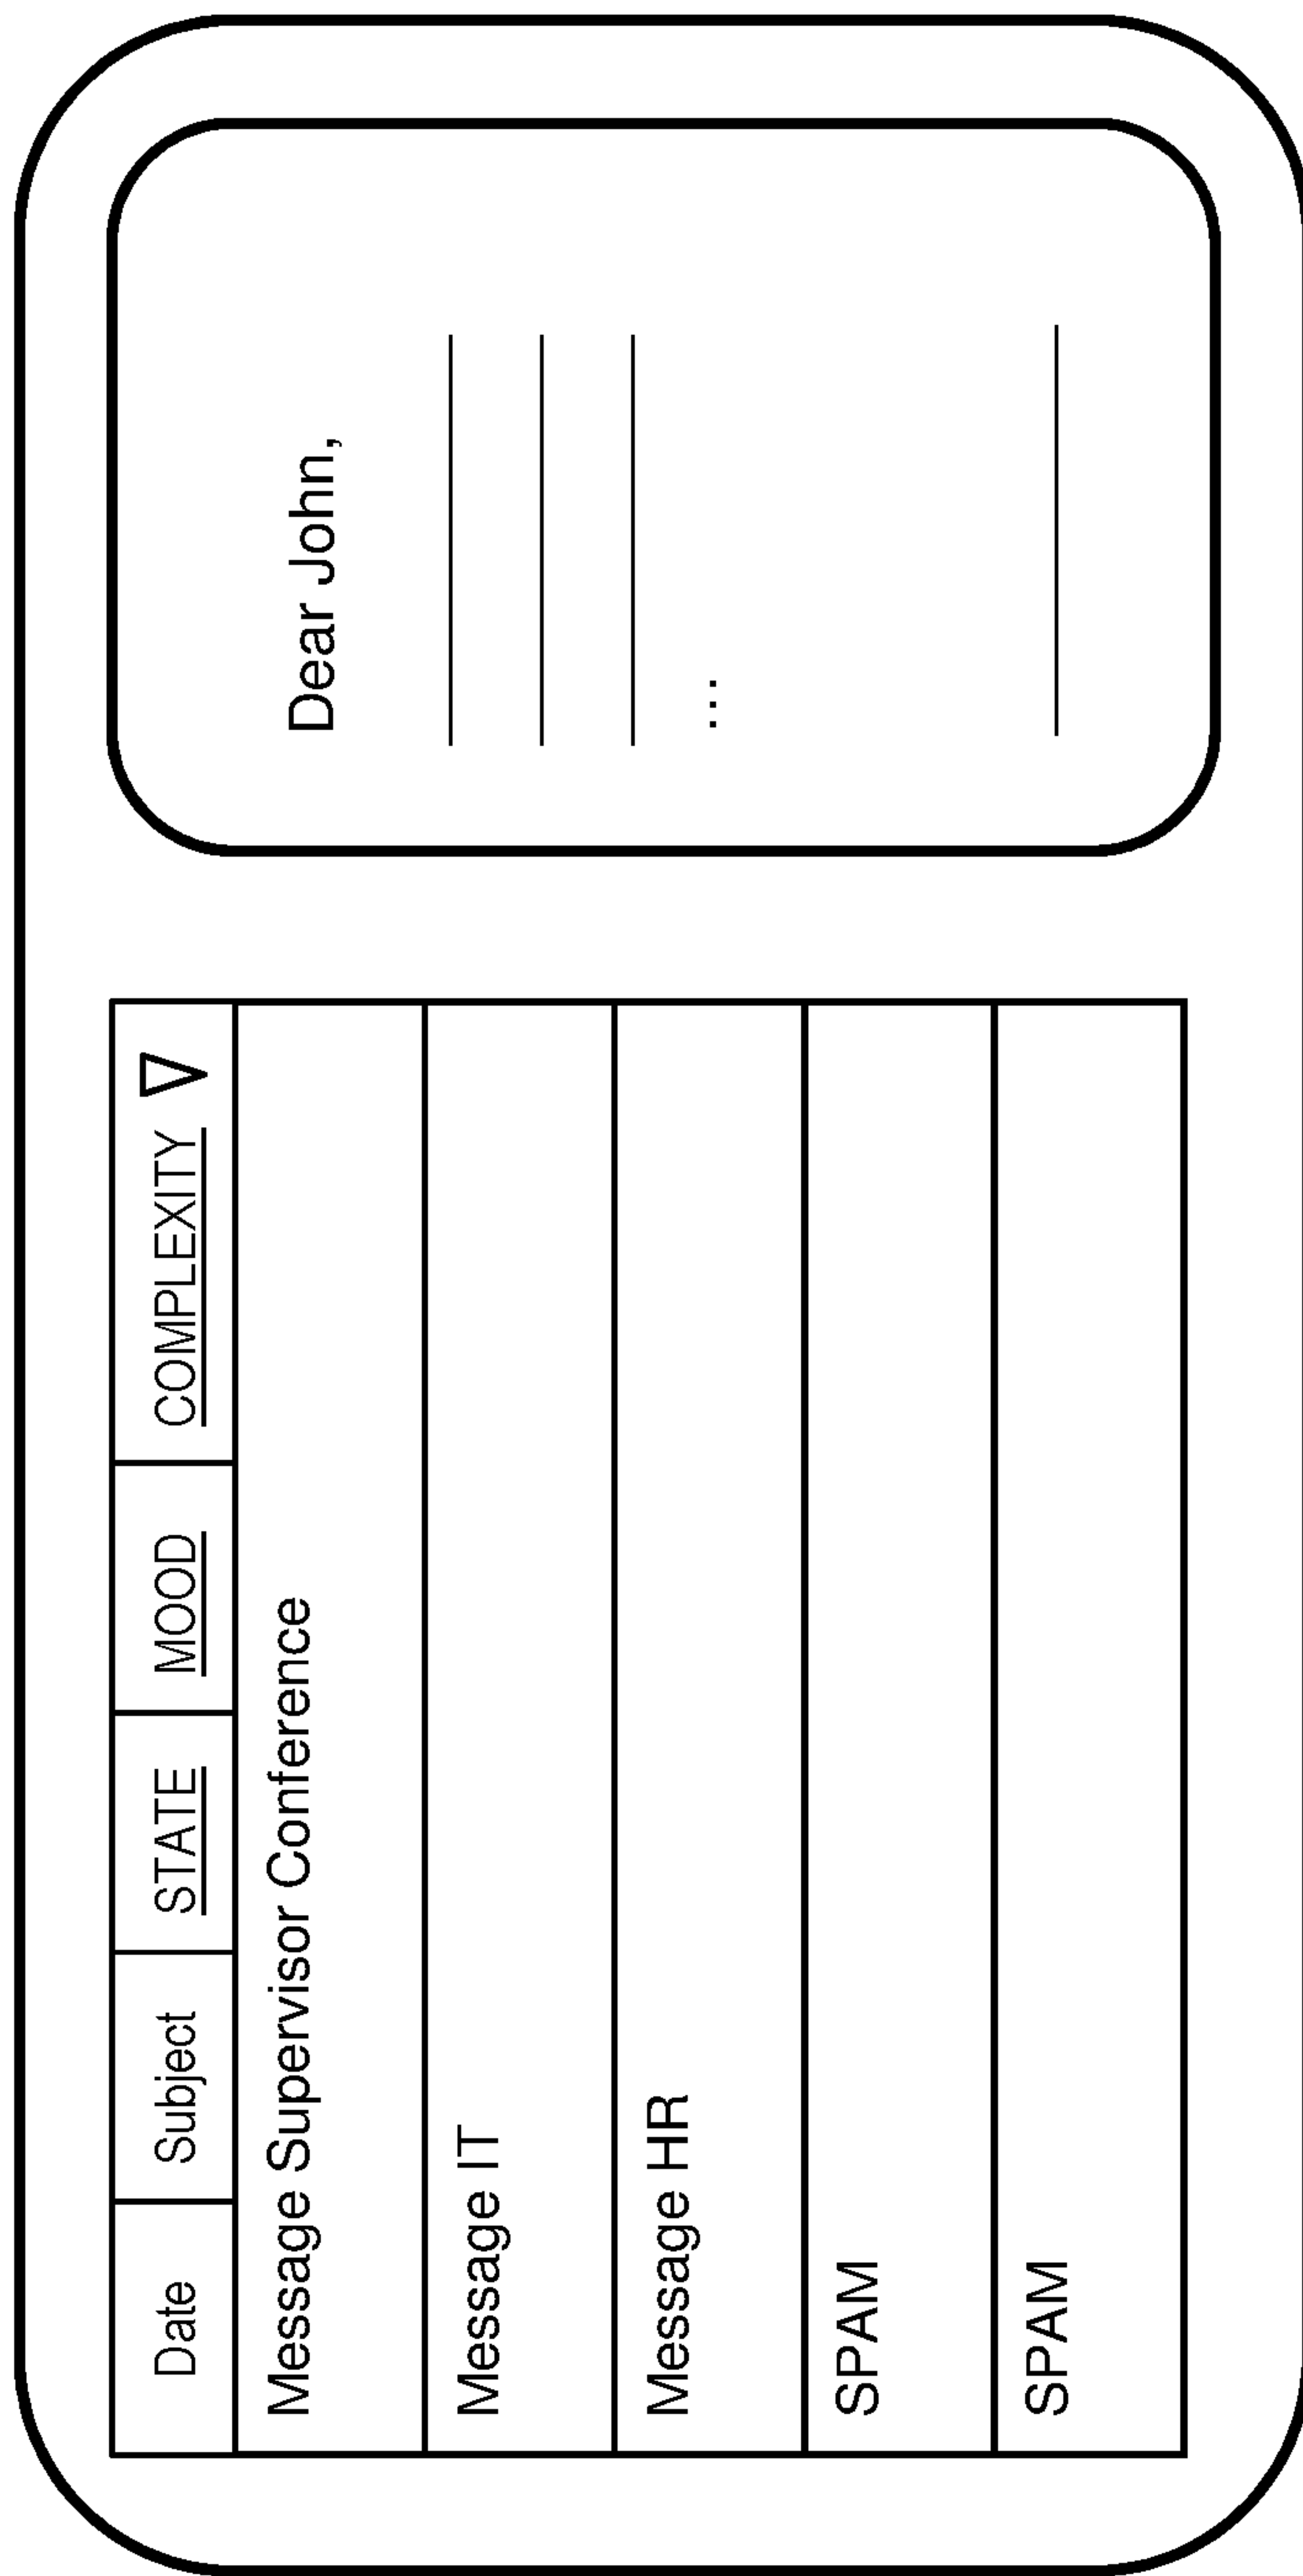 Date Subject STATE MOOD COMPLEXITY
Message Supervisor Conference
Message IT
Message HR
SPAM
SPAM
Dear John,
...